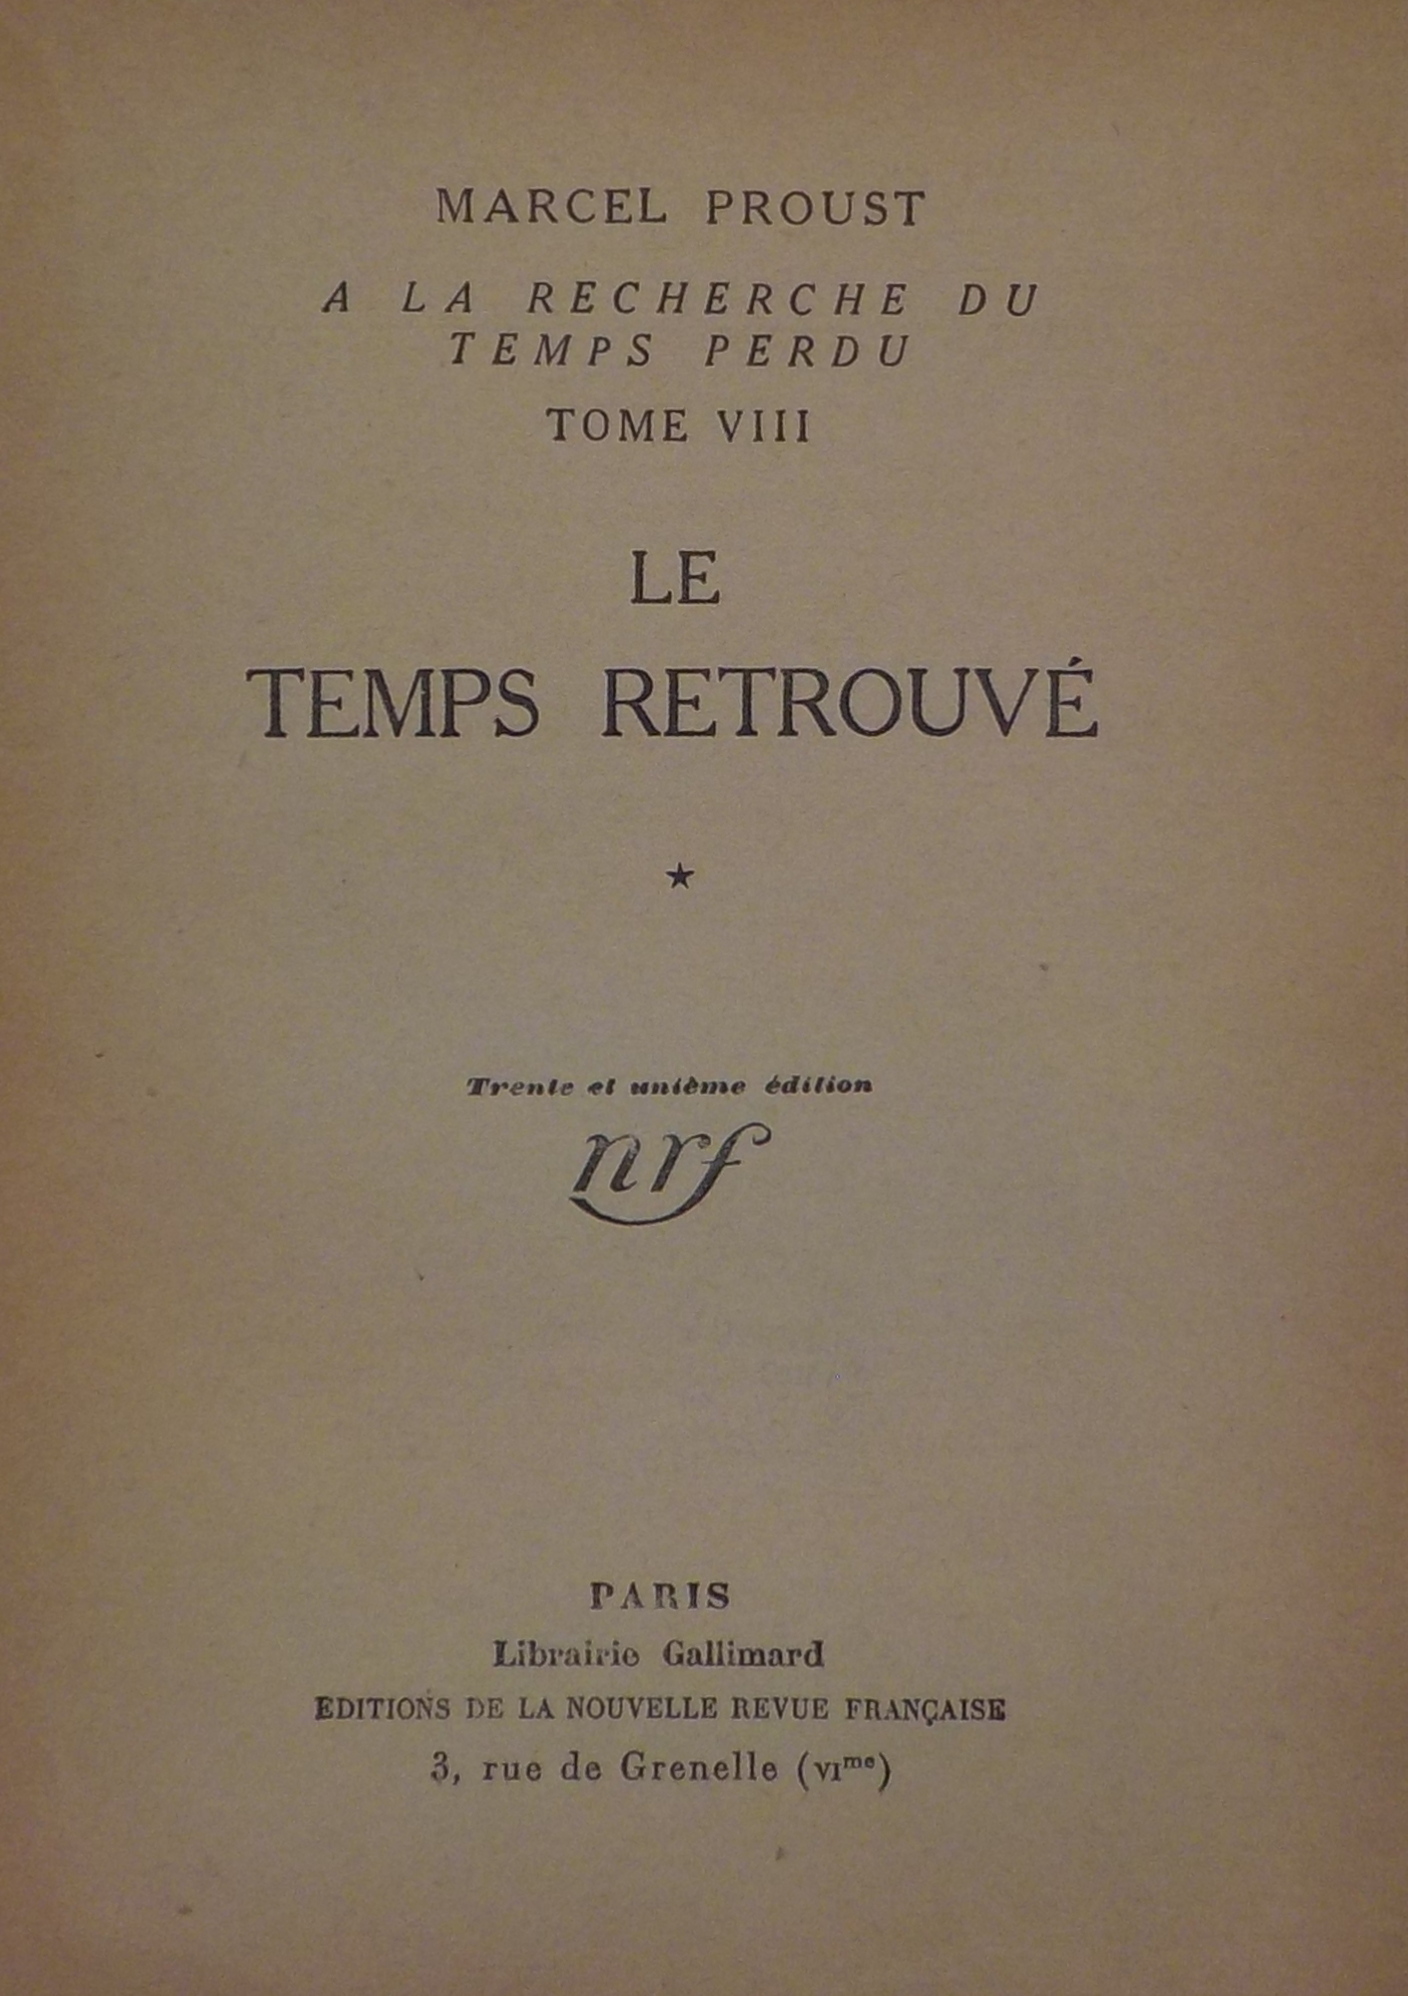 MARCEL PROUST
A LA RECHERCHE DU
TEMPS PERDU
TOME VIII
LE
TEMPS RETROUVÉ
★
Trente et unième édition
nrf
PARIS
Librairie Gallimard
EDITIONS DE LA NOUVELLE REVUE FRANÇAISE
3, rue de Grenelle (VIme)